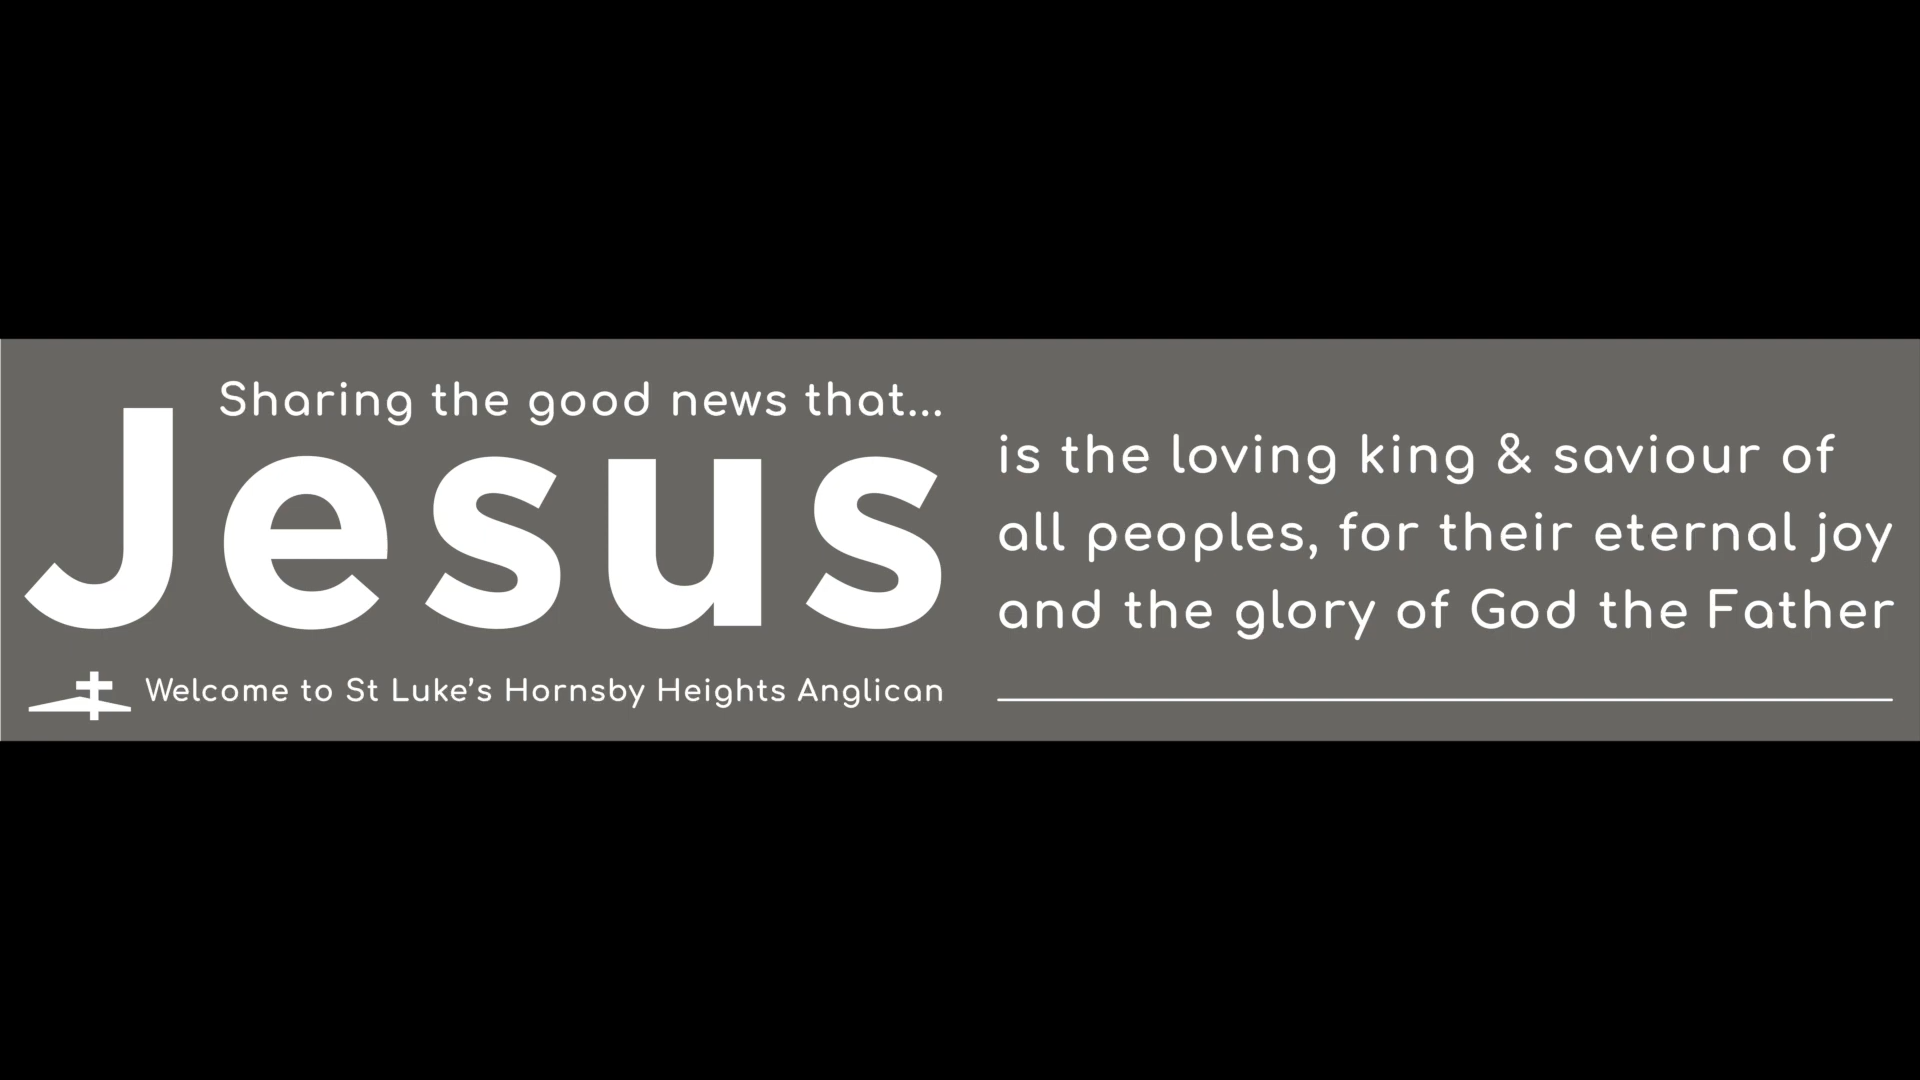 Sharing the good news that...
Jesus
is the loving king & saviour of
all peoples, for their eternal joy
and the glory of God the Father
Welcome to St Luke’s Hornsby Heights Anglican